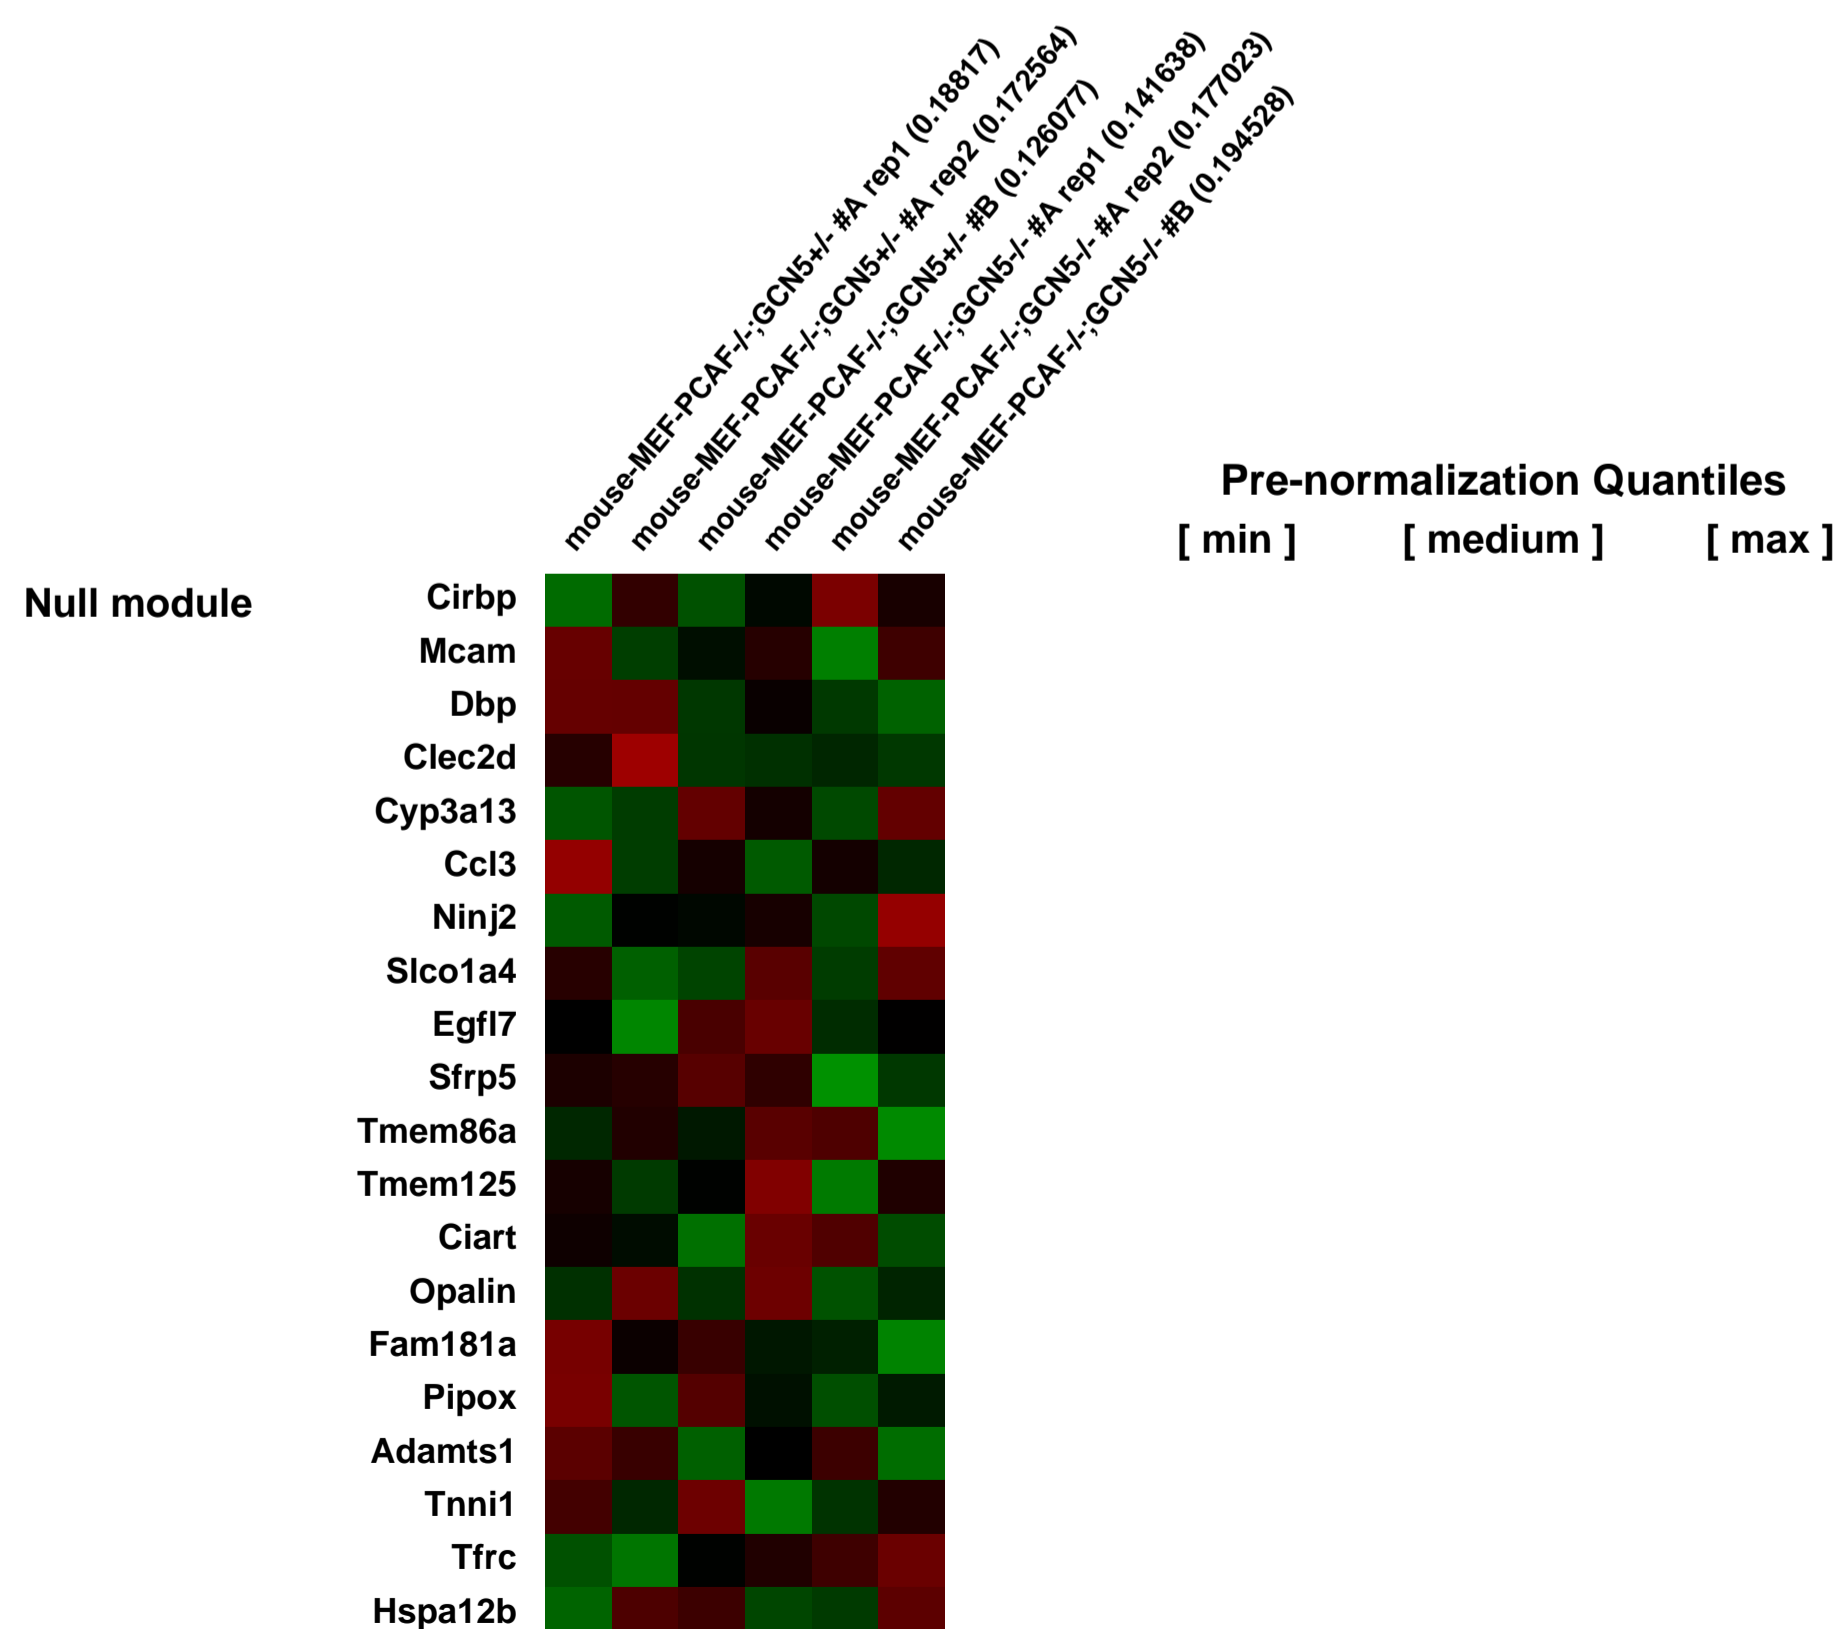 mouse-MEF-PCAF-/-;GCN5+/- #A rep1 (0.18817)
mouse-MEF-PCAF-/-;GCN5+/- #A rep2 (0.172564)
mouse-MEF-PCAF-/-;GCN5+/- #B (0.126077)
mouse-MEF-PCAF-/-;GCN5-/- #A rep1 (0.141638)
mouse-MEF-PCAF-/-;GCN5-/- #A rep2 (0.177023)
mouse-MEF-PCAF-/-;GCN5-/- #B (0.194528)
Pre-normalization Quantiles
[ min ] [ medium ] [ max ]
Null module
Cirbp
Mcam
Dbp
Clec2d
Cyp3a13
Ccl3
Ninj2
Slco1a4
Egfl7
Sfrp5
Tmem86a
Tmem125
Ciart
Opalin
Fam181a
Pipox
Adamts1
Tnni1
Tfrc
Hspa12b